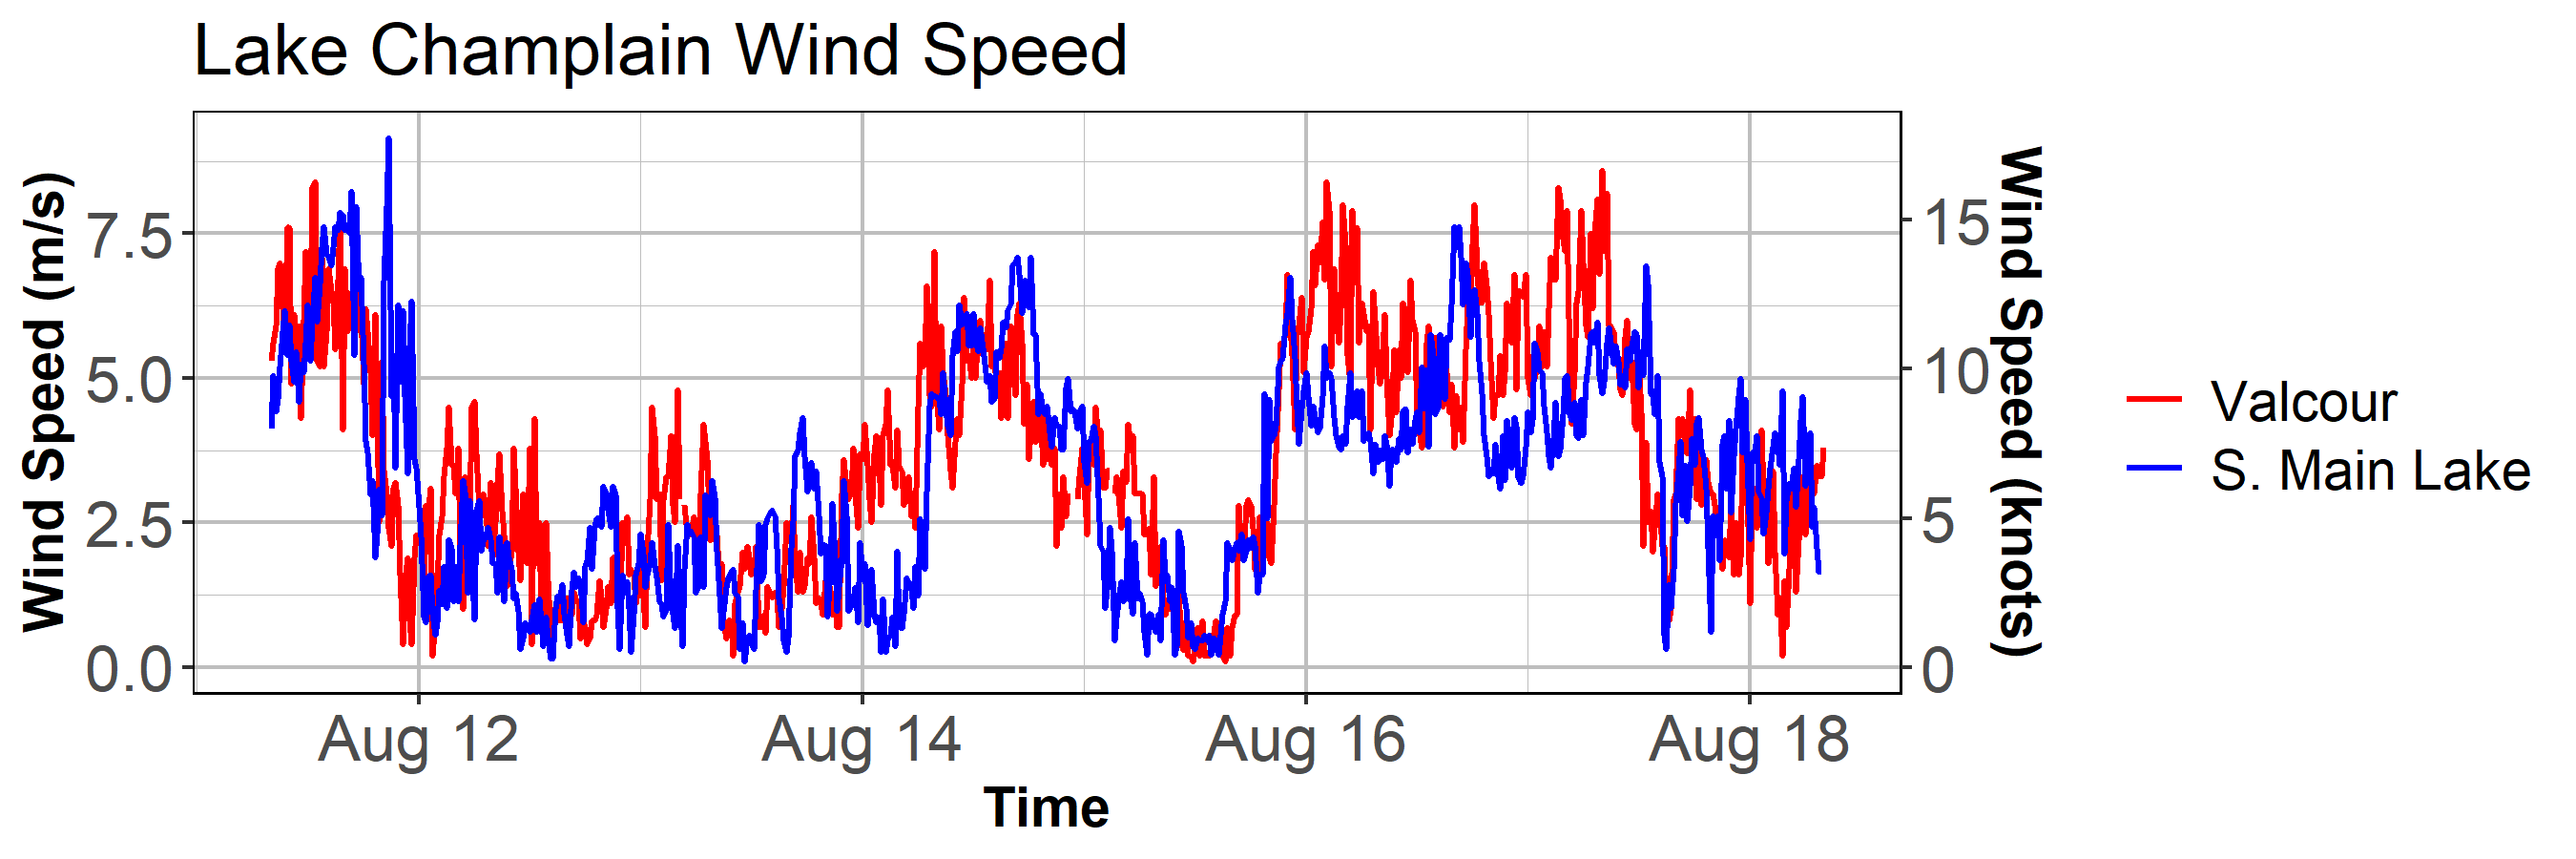 Lake Champlain Wind Speed
Wind Speed (m/s)
7.5
5.0
2.5
0.0
Wind Speed (knots)
15
10
5
0
Valcour
S. Main Lake
Aug 12
Aug 14
Aug 16
Aug 18
Time